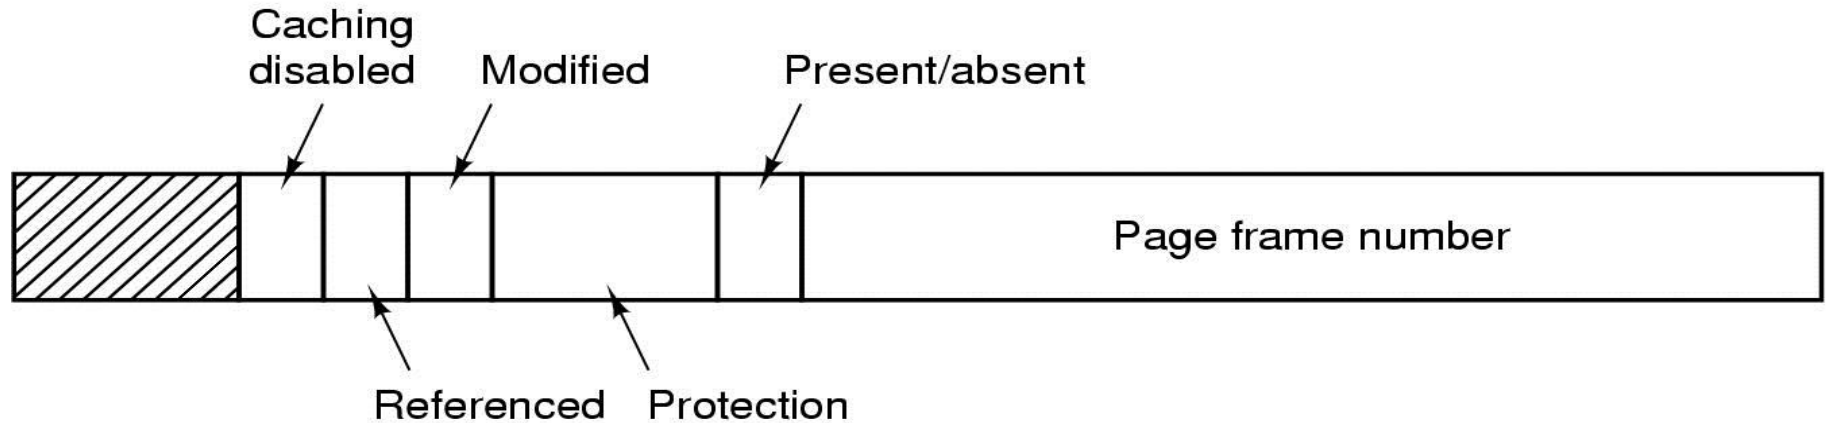 Caching
disabled
Modified
Present/absent
Page frame number
Referenced
Protection